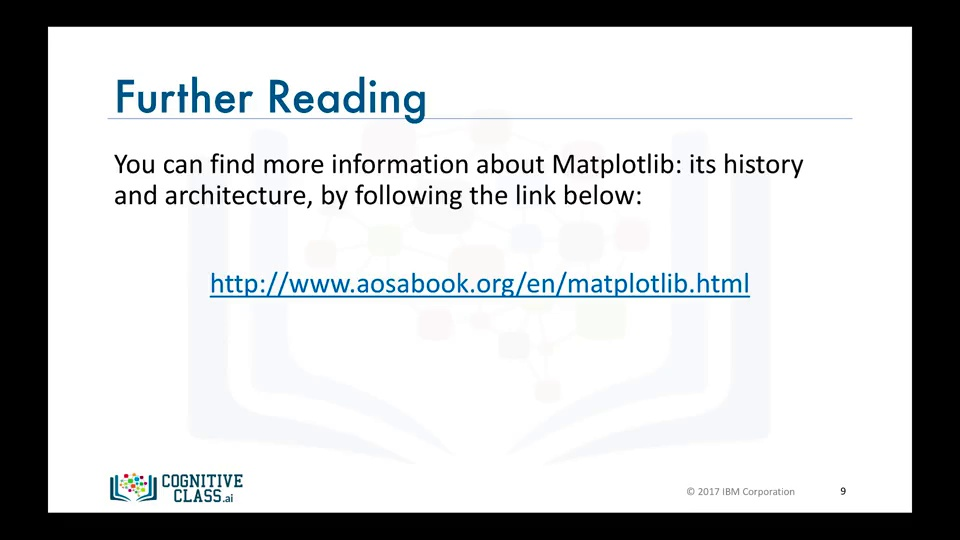 Further Reading
You can find more information about Matplotlib: its history
and architecture, by following the link below:
http://www.aosabook.org/en/matplotlib.html
COGNITIVE
CLASS.ai
© 2017 IBM Corporation
9